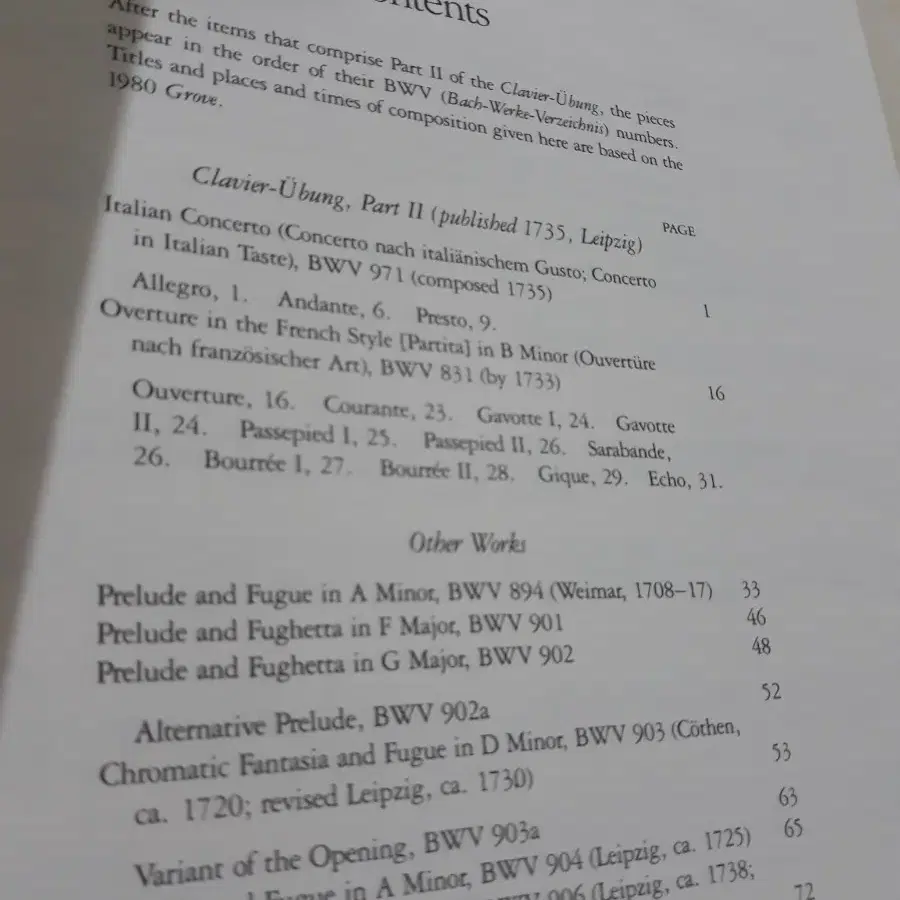 After the items that comprise Part II of the Clavier-Übung, the pieces
appear in the order of their BWV (Bach-Werke-Verzeichnis) numbers.
Titles and places and times of composition given here are based on the
1980 Grove.
Clavier-Übung, Part II (published 1735, Leipzig)
PAGE
Italian Concerto (Concerto nach italiänischem Gusto; Concerto
in Italian Taste), BWV 971 (composed 1735) 1
Allegro, 1. Andante, 6. Presto, 9.
Overture in the French Style [Partita] in B Minor (Ouvertüre
nach französischer Art), BWV 831 (by 1733) 16
Ouverture, 16. Courante, 23. Gavotte I, 24. Gavotte
II, 24. Passepied I, 25. Passepied II, 26. Sarabande,
26. Bourrée I, 27. Bourrée II, 28. Gique, 29. Echo, 31.
Other Works
Prelude and Fugue in A Minor, BWV 894 (Weimar, 1708–17) 33
Prelude and Fughetta in F Major, BWV 901 46
Prelude and Fughetta in G Major, BWV 902 48
Alternative Prelude, BWV 902a 52
Chromatic Fantasia and Fugue in D Minor, BWV 903 (Cöthen,
ca. 1720; revised Leipzig, ca. 1730) 53
Variant of the Opening, BWV 903a 63
Fugue in A Minor, BWV 904 (Leipzig, ca. 1725) 65
906 (Leipzig, ca. 1738;
72